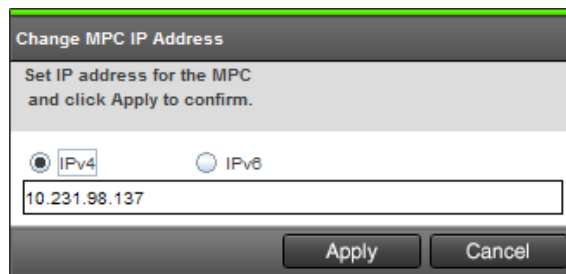 Change MPC IP Address
Set IP address for the MPC
and click Apply to confirm.
IPv4 IPv6
10.231.98.137
Apply Cancel